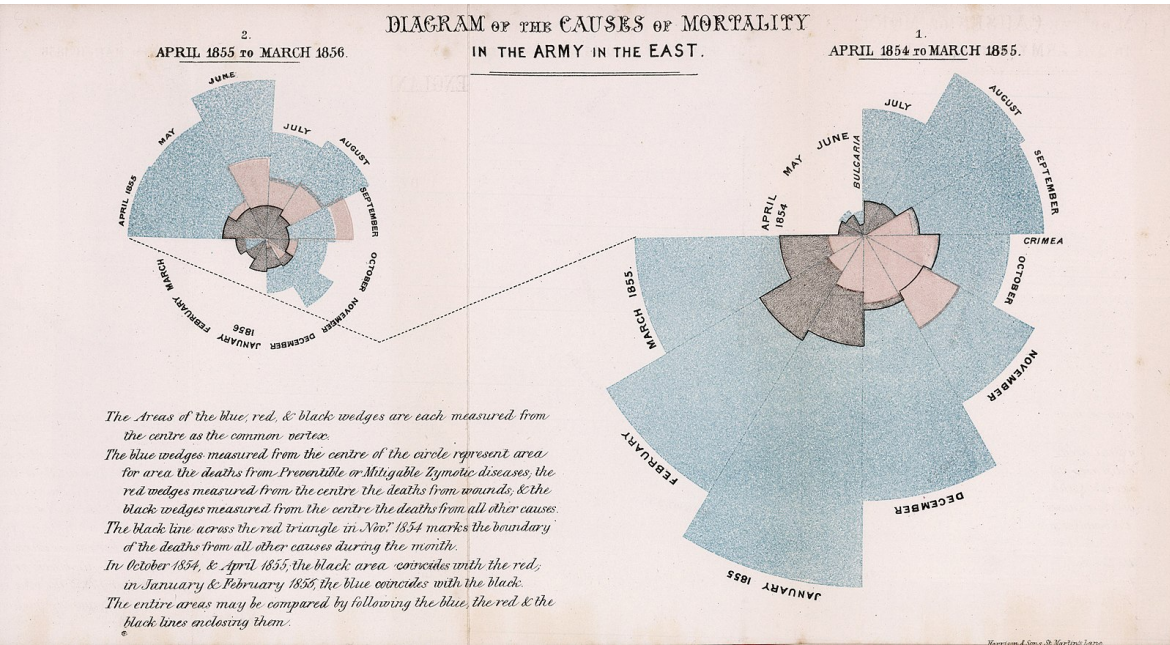 DIAGRAM OF THE CAUSES OF MORTALITY
IN THE ARMY IN THE EAST.
2.
APRIL 1855 TO MARCH 1856.
1.
APRIL 1854 TO MARCH 1855.
APRIL 1855
MAY
JUNE
JULY
AUGUST
SEPTEMBER
OCTOBER
NOVEMBER
DECEMBER
JANUARY
1856
FEBRUARY
MARCH
APRIL
1854
MAY
JUNE
BULGARIA
JULY
AUGUST
SEPTEMBER
CRIMEA
OCTOBER
NOVEMBER
DECEMBER
JANUARY 1855
FEBRUARY
MARCH 1855.
The Areas of the blue, red, & black wedges are each measured from
the centre as the common vertex.
The blue wedges measured from the centre of the circle represent area
for area the deaths from Preventible or Mitigable Zymotic diseases; the
red wedges measured from the centre the deaths from wounds; & the
black wedges measured from the centre the deaths from all other causes.
The black line across the red triangle in Novr. 1854 marks the boundary
of the deaths from all other causes during the month.
In October 1854, & April 1855; the black area coincides with the red;
in January & February 1856, the blue coincides with the black.
The entire areas may be compared by following the blue, the red & the
black lines enclosing them.
Harrison & Sons, St. Martin's Lane